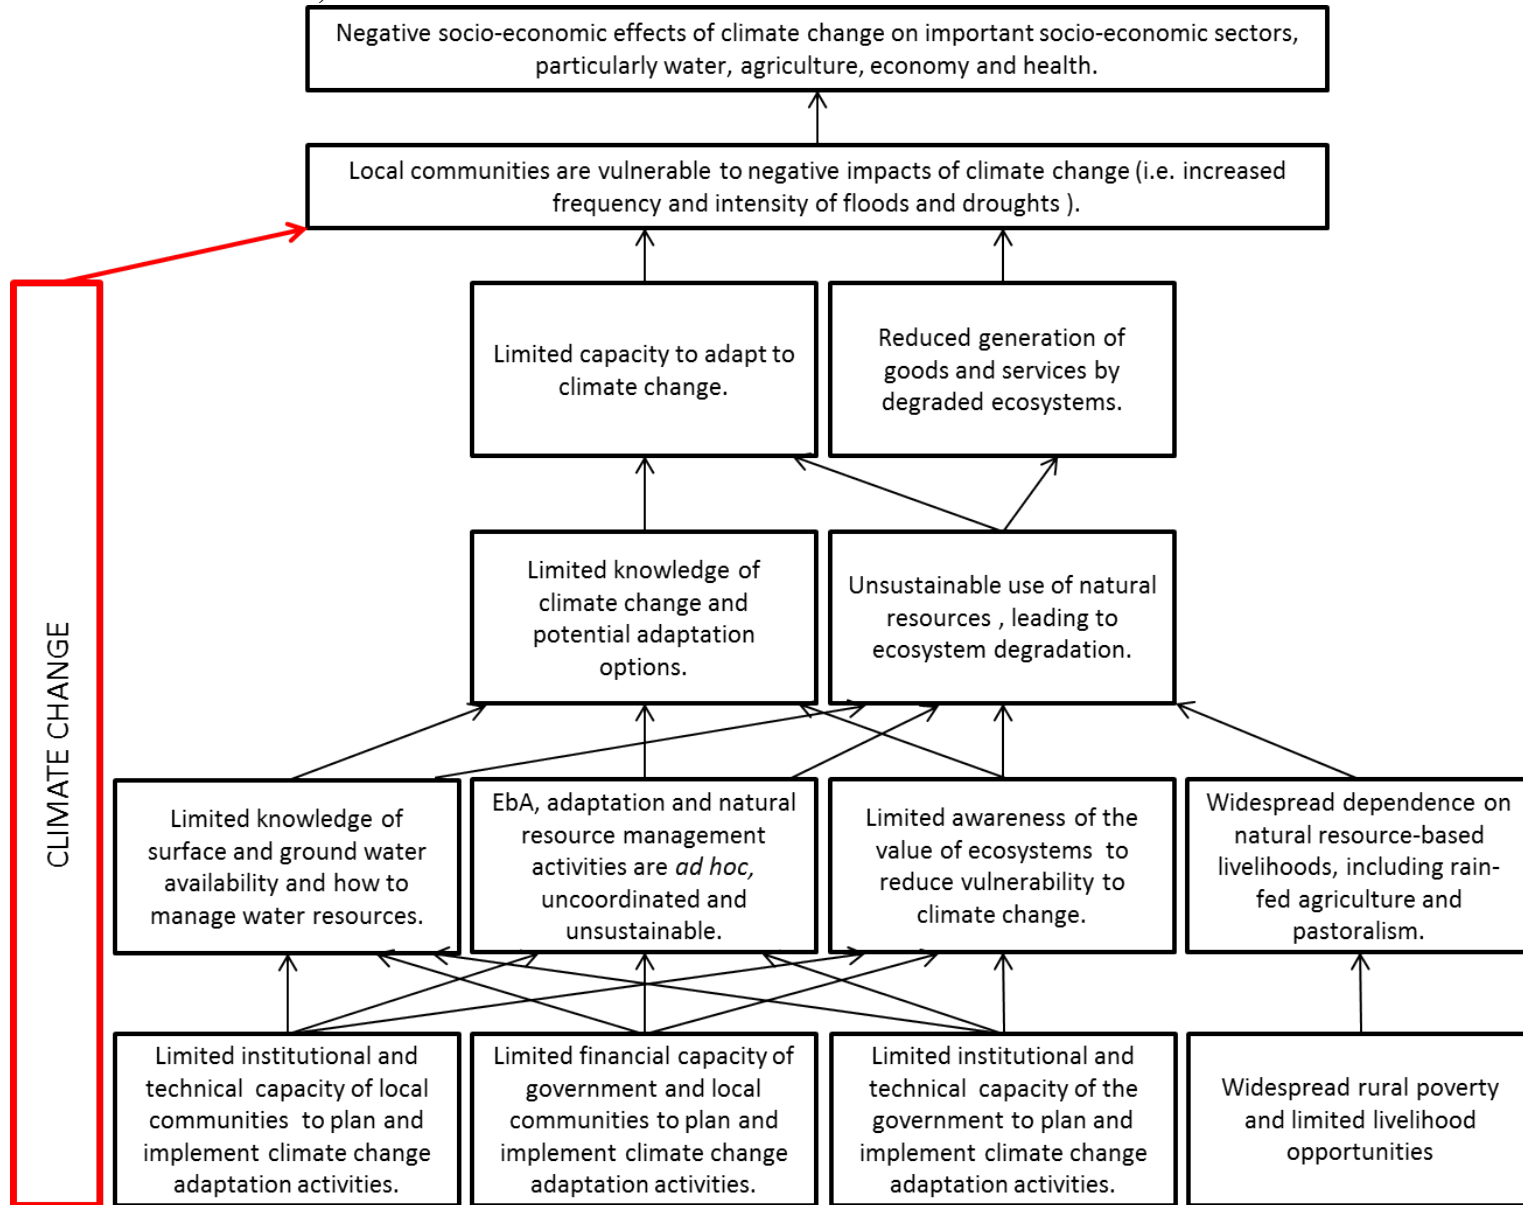 Negative socio-economic effects of climate change on important socio-economic sectors,
particularly water, agriculture, economy and health.
Local communities are vulnerable to negative impacts of climate change (i.e. increased
frequency and intensity of floods and droughts ).
Limited capacity to adapt to
climate change.
Reduced generation of
goods and services by
degraded ecosystems.
Limited knowledge of
climate change and
potential adaptation
options.
Unsustainable use of natural
resources , leading to
ecosystem degradation.
CLIMATE CHANGE
Limited knowledge of
surface and ground water
availability and how to
manage water resources.
EbA, adaptation and natural
resource management
activities are ad hoc,
uncoordinated and
unsustainable.
Limited awareness of the
value of ecosystems to
reduce vulnerability to
climate change.
Widespread dependence on
natural resource-based
livelihoods, including rain-
fed agriculture and
pastoralism.
Limited institutional and
technical capacity of local
communities to plan and
implement climate change
adaptation activities.
Limited financial capacity of
government and local
communities to plan and
implement climate change
adaptation activities.
Limited institutional and
technical capacity of the
government to plan and
implement climate change
adaptation activities.
Widespread rural poverty
and limited livelihood
opportunities